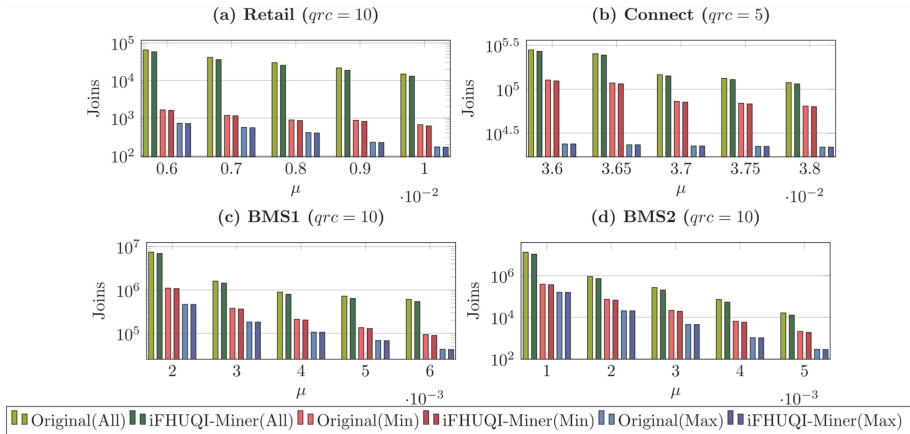 (a) Retail (qrc = 10)
(b) Connect (qrc = 5)
10^5
10^4
10^3
10^2
Joins
0.6 0.7 0.8 0.9 1
μ
·10^−2
10^5.5
10^5
10^4.5
Joins
3.6 3.65 3.7 3.75 3.8
μ
·10^−2
(c) BMS1 (qrc = 10)
(d) BMS2 (qrc = 10)
10^7
10^6
10^5
Joins
2 3 4 5 6
μ
·10^−3
10^6
10^4
10^2
Joins
1 2 3 4 5
μ
·10^−3
Original(All) iFHUQI-Miner(All) Original(Min) iFHUQI-Miner(Min) Original(Max) iFHUQI-Miner(Max)